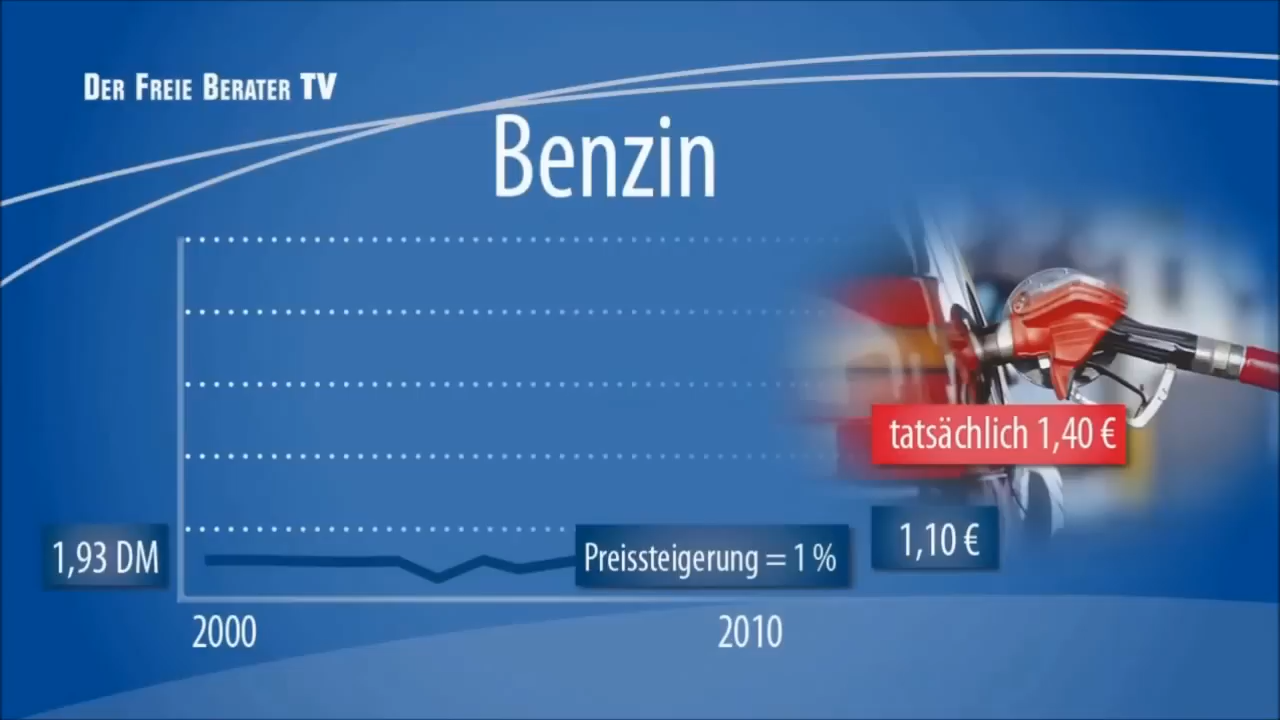 DER FREIE BERATER TV
Benzin
tatsächlich 1,40 €
1,93 DM
Preissteigerung = 1 %
1,10 €
2000
2010